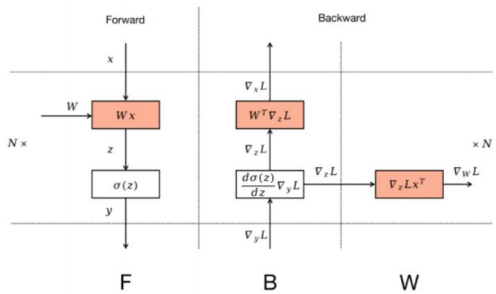 Forward
Backward
x
∇ₓL
W
Wx
Wᵀ∇_zL
N ×
z
∇_zL
∇_zL
× N
∇_WL
σ(z)
dσ(z)/dz ∇_yL
∇_zLxᵀ
y
∇_yL
F
B
W